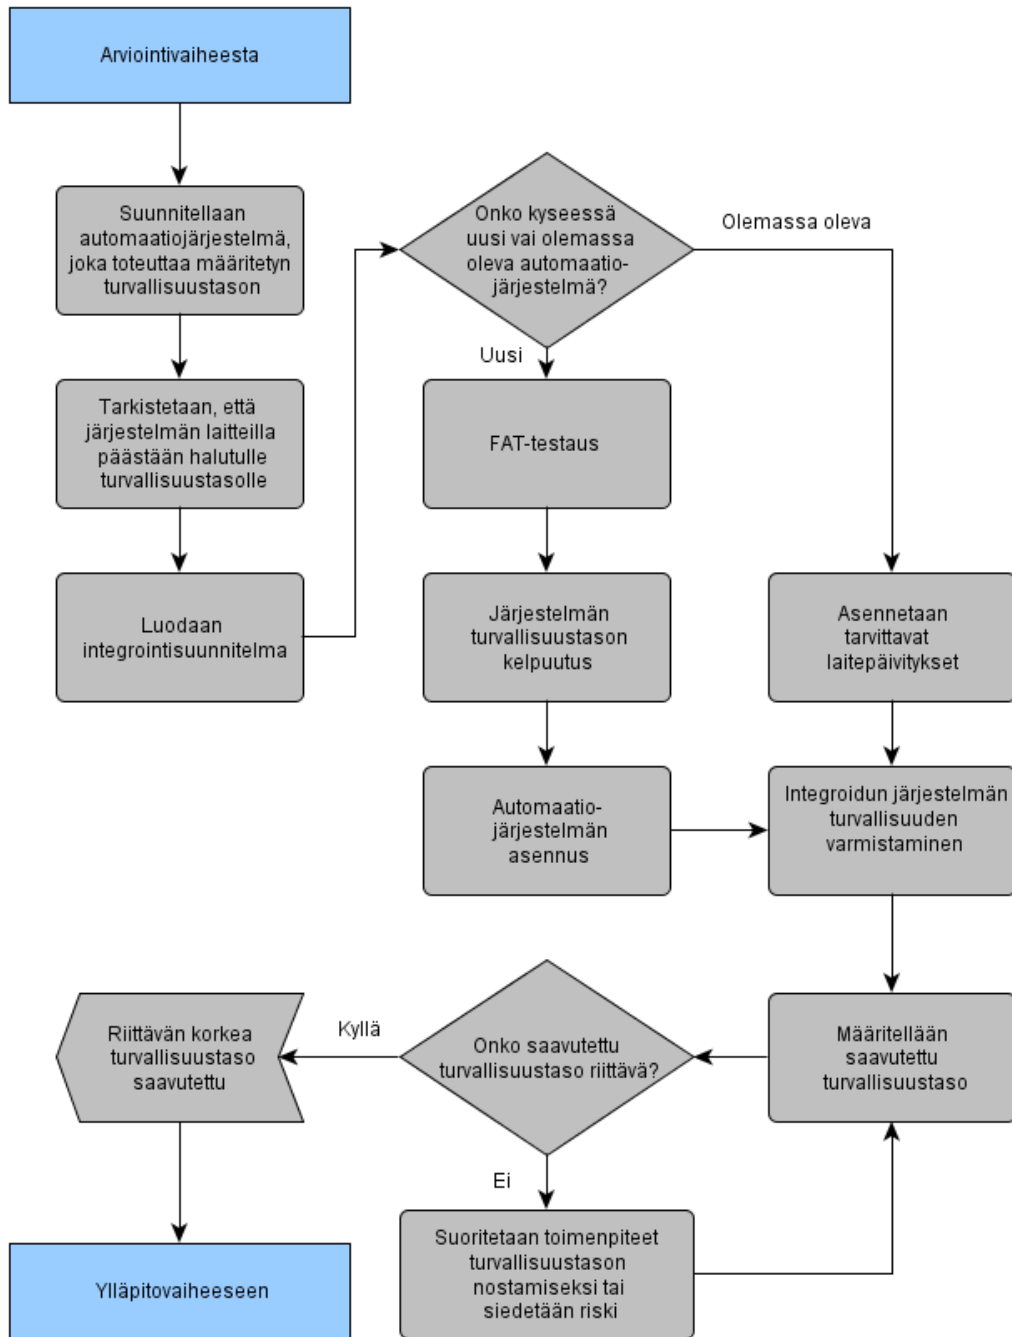 Arviointivaiheesta
Suunnitellaan
automaatiojärjestelmä,
joka toteuttaa määritetyn
turvallisuustason
Tarkistetaan, että
järjestelmän laitteilla
päästään halutulle
turvallisuustasolle
Luodaan
integrointisuunnitelma
Onko kyseessä
uusi vai olemassa
oleva automaatio-
järjestelmä?
Olemassa oleva
Uusi
FAT-testaus
Järjestelmän
turvallisuustason
kelpuutus
Automaatio-
järjestelmän
asennus
Asennetaan
tarvittavat
laitepäivitykset
Integroidun järjestelmän
turvallisuuden
varmistaminen
Määritellään
saavutettu
turvallisuustaso
Onko saavutettu
turvallisuustaso riittävä?
Kyllä
Ei
Suoritetaan toimenpiteet
turvallisuustason
nostamiseksi tai
siedetään riski
Riittävän korkea
turvallisuustaso
saavutettu
Ylläpitovaiheeseen